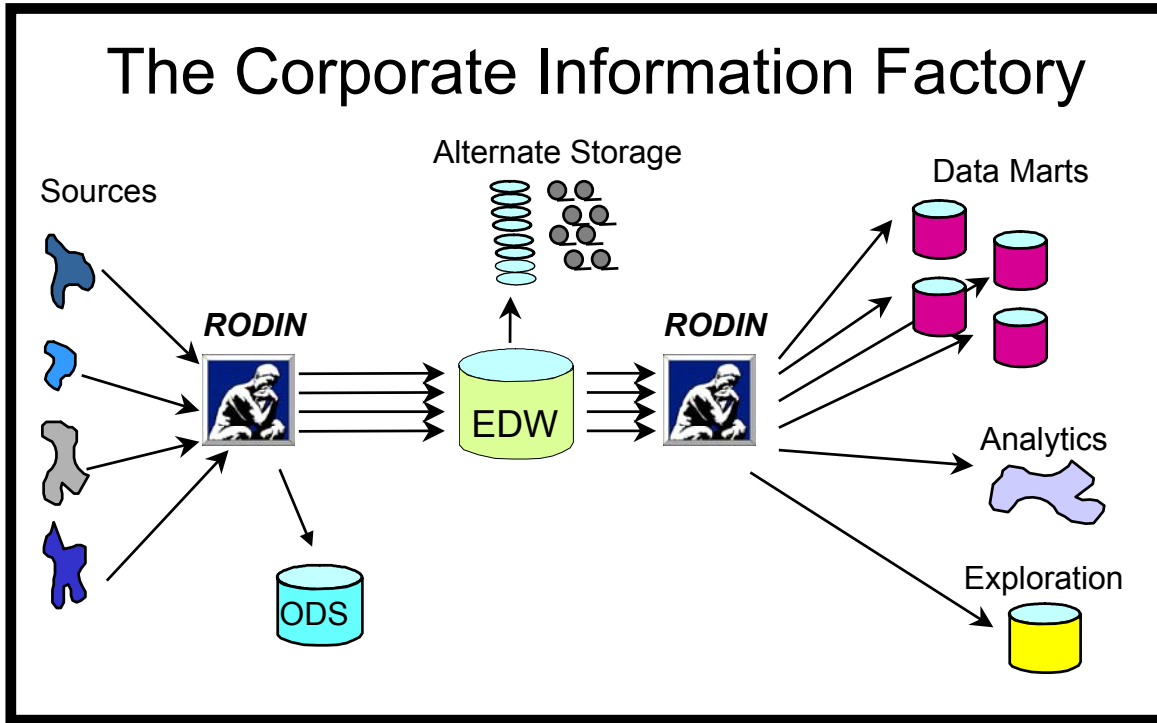 The Corporate Information Factory
Alternate Storage
Data Marts
Sources
RODIN
RODIN
EDW
Analytics
Exploration
ODS